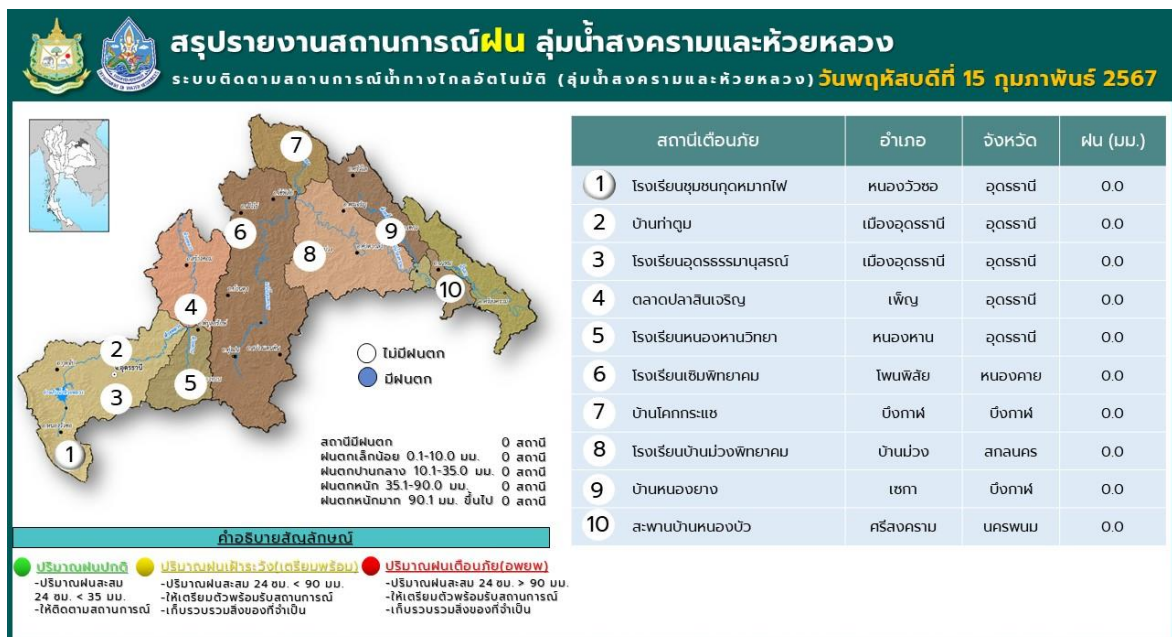 สรุปรายงานสถานการณ์ฝน ลุ่มน้ำสงครามและห้วยหลวง
ระบบติดตามสถานการณ์น้ำทางไกลอัตโนมัติ (ลุ่มน้ำสงครามและห้วยหลวง) วันพฤหัสบดีที่ 15 กุมภาพันธ์ 2567
7
6
9
8
10
4
2
อ.อุดรธานี
5
3
1
ไม่มีฝนตก
มีฝนตก
สถานีมีฝนตก 0 สถานี
ฝนตกเล็กน้อย 0.1-10.0 มม. 0 สถานี
ฝนตกปานกลาง 10.1-35.0 มม. 0 สถานี
ฝนตกหนัก 35.1-90.0 มม. 0 สถานี
ฝนตกหนักมาก 90.1 มม. ขึ้นไป 0 สถานี
สถานีเตือนภัย อำเภอ จังหวัด ฝน (มม.)
1 โรงเรียนชุมชนกุดหมากไฟ หนองวัวซอ อุดรธานี 0.0
2 บ้านท่าตูม เมืองอุดรธานี อุดรธานี 0.0
3 โรงเรียนอุดรธรรมานุสรณ์ เมืองอุดรธานี อุดรธานี 0.0
4 ตลาดปลาสินเจริญ เพ็ญ อุดรธานี 0.0
5 โรงเรียนหนองหานวิทยา หนองหาน อุดรธานี 0.0
6 โรงเรียนเซิมพิทยาคม โพนพิสัย หนองคาย 0.0
7 บ้านโคกกระแซ บึงกาฬ บึงกาฬ 0.0
8 โรงเรียนบ้านม่วงพิทยาคม บ้านม่วง สกลนคร 0.0
9 บ้านหนองยาง เซกา บึงกาฬ 0.0
10 สะพานบ้านหนองบัว ศรีสงคราม นครพนม 0.0
คำอธิบายสัญลักษณ์
ปริมาณฝนปกติ
-ปริมาณฝนสะสม
24 ชม. < 35 มม.
-ให้ติดตามสถานการณ์
ปริมาณฝนเฝ้าระวัง(เตรียมพร้อม)
-ปริมาณฝนสะสม 24 ชม. < 90 มม.
-ให้เตรียมตัวพร้อมรับสถานการณ์
-เก็บรวบรวมสิ่งของที่จำเป็น
ปริมาณฝนเตือนภัย(อพยพ)
-ปริมาณฝนสะสม 24 ชม. > 90 มม.
-ให้เตรียมตัวพร้อมรับสถานการณ์
-เก็บรวบรวมสิ่งของที่จำเป็น